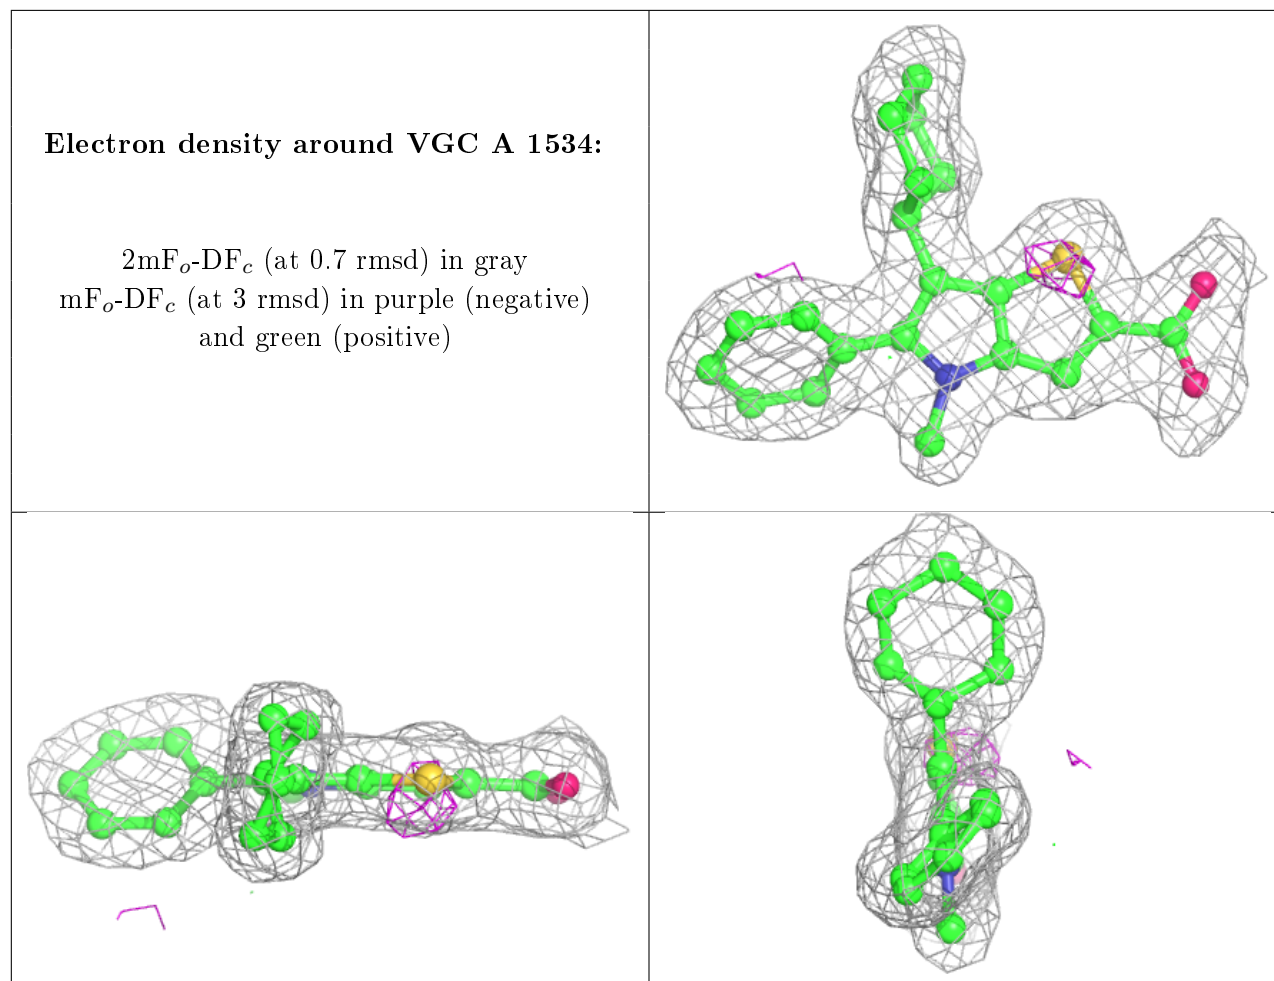 Electron density around VGC A 1534:
2mFo-DFc (at 0.7 rmsd) in gray
mFo-DFc (at 3 rmsd) in purple (negative)
and green (positive)